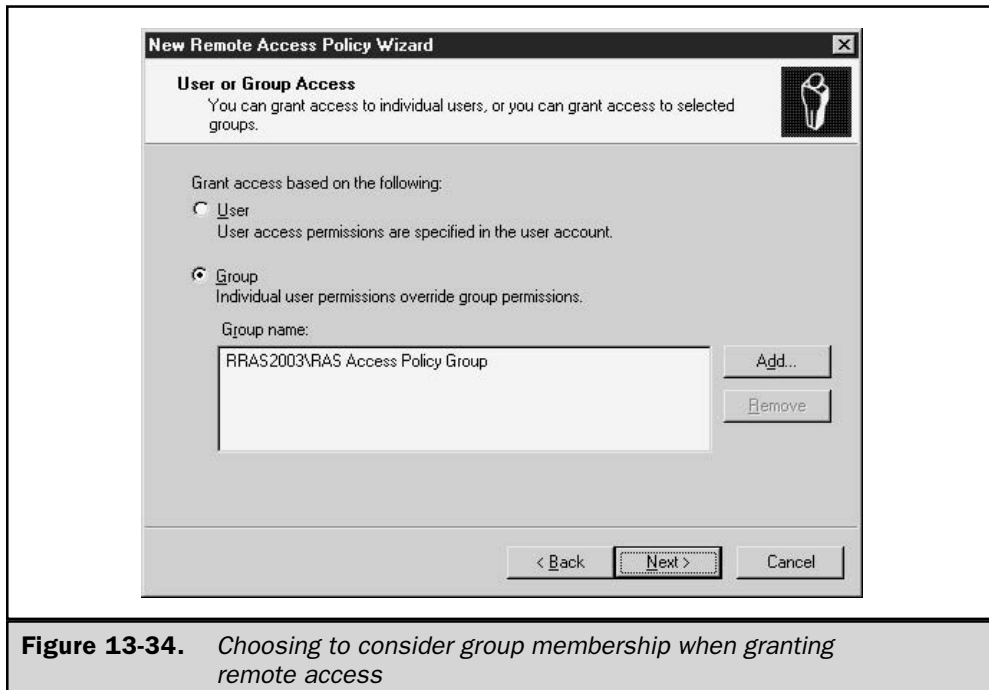 New Remote Access Policy Wizard
User or Group Access
You can grant access to individual users, or you can grant access to selected
groups.
Grant access based on the following:
User
User access permissions are specified in the user account.
Group
Individual user permissions override group permissions.
Group name:
RRAS2003\RAS Access Policy Group
Add...
Remove
< Back
Next >
Cancel
Figure 13-34. Choosing to consider group membership when granting
remote access